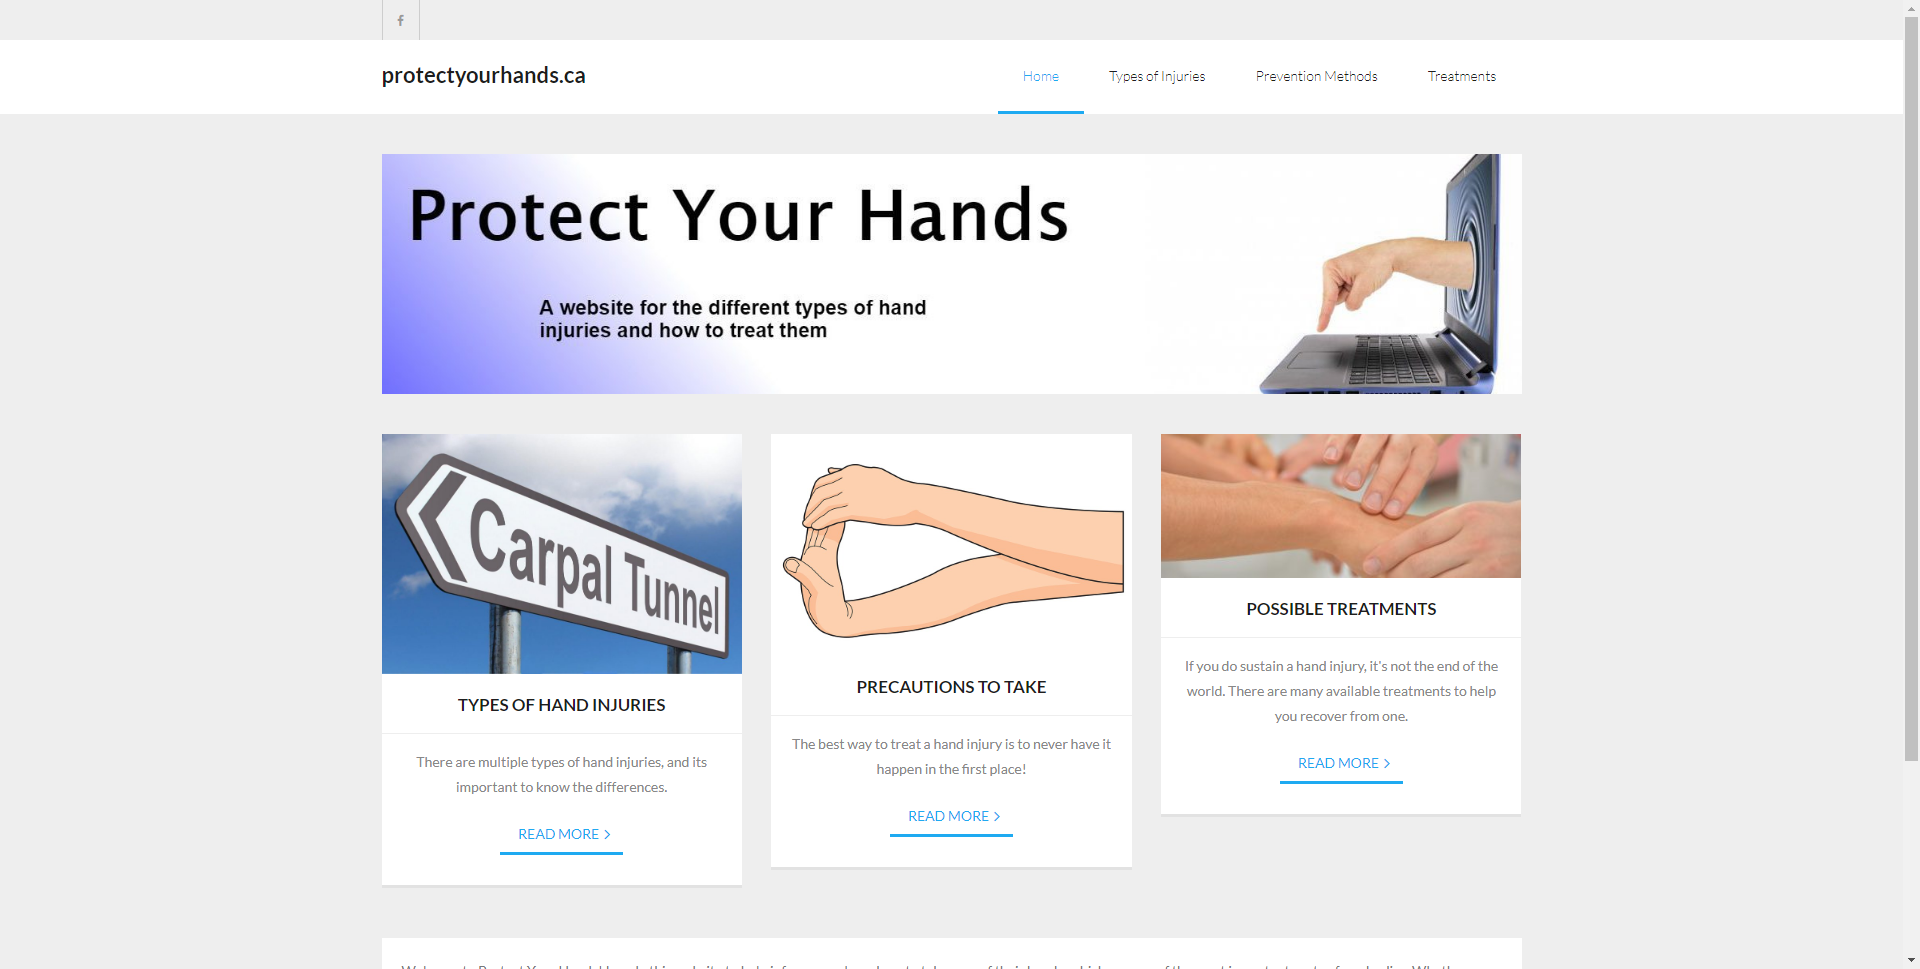 protectyourhands.ca
Home
Types of Injuries
Prevention Methods
Treatments
Protect Your Hands
A website for the different types of hand
injuries and how to treat them
Carpal Tunnel
TYPES OF HAND INJURIES
There are multiple types of hand injuries, and its
important to know the differences.
READ MORE
PRECAUTIONS TO TAKE
The best way to treat a hand injury is to never have it
happen in the first place!
READ MORE
POSSIBLE TREATMENTS
If you do sustain a hand injury, it's not the end of the
world. There are many available treatments to help
you recover from one.
READ MORE